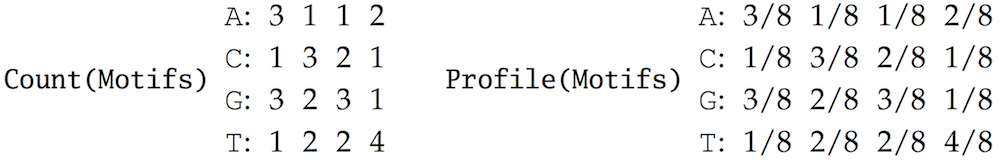 A: 3 1 1 2 A: 3/8 1/8 1/8 2/8
C: 1 3 2 1 C: 1/8 3/8 2/8 1/8
Count(Motifs) Profile(Motifs)
G: 3 2 3 1 G: 3/8 2/8 3/8 1/8
T: 1 2 2 4 T: 1/8 2/8 2/8 4/8